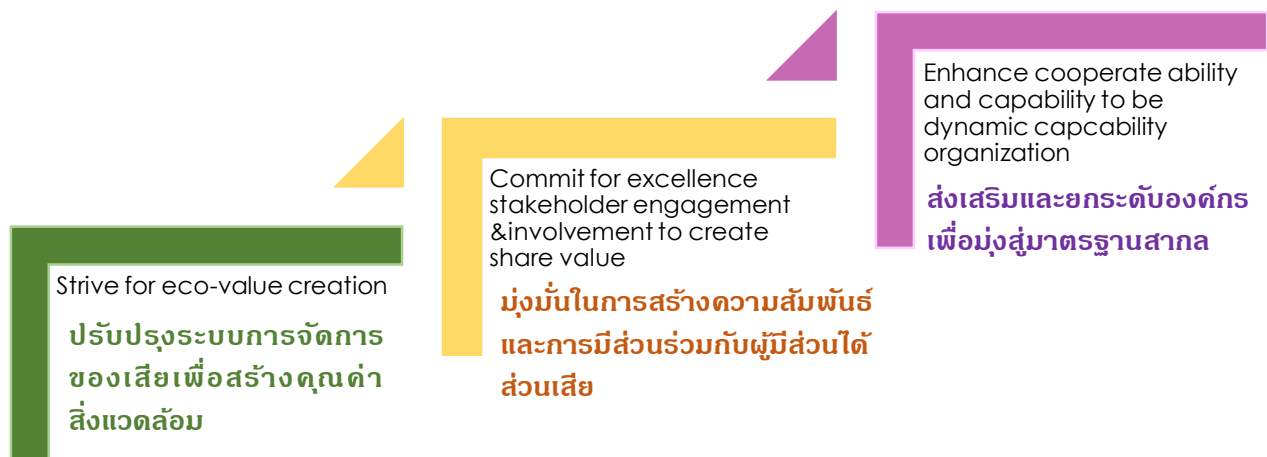 Strive for eco-value creation
ปรับปรุงระบบการจัดการ
ของเสียเพื่อสร้างคุณค่า
สิ่งแวดล้อม
Commit for excellence
stakeholder engagement
&involvement to create
share value
มุ่งมั่นในการสร้างความสัมพันธ์
และการมีส่วนร่วมกับผู้มีส่วนได้
ส่วนเสีย
Enhance cooperate ability
and capability to be
dynamic capcability
organization
ส่งเสริมและยกระดับองค์กร
เพื่อมุ่งสู่มาตรฐานสากล